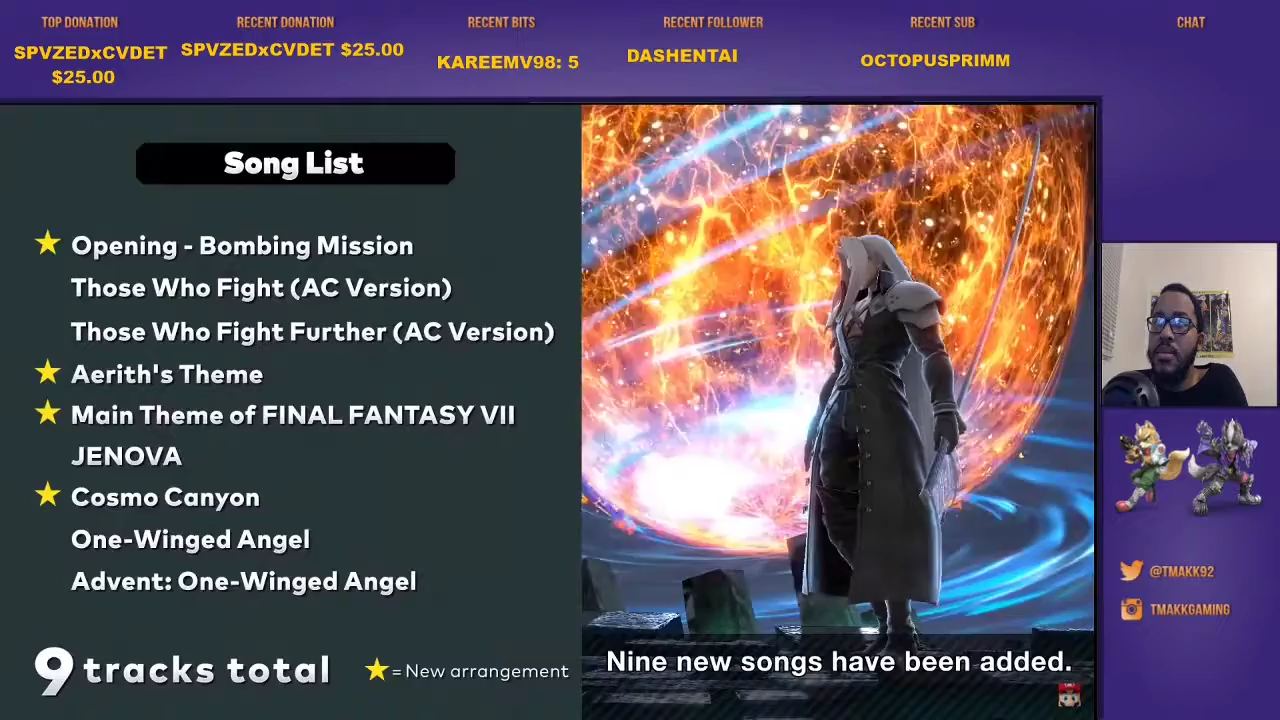 TOP DONATION
RECENT DONATION
RECENT BITS
RECENT FOLLOWER
RECENT SUB
CHAT
SPVZEDxCVDET
$25.00
SPVZEDxCVDET $25.00
KAREEMV98: 5
DASHENTAI
OCTOPUSPRIMM
Song List
Opening - Bombing Mission
Those Who Fight (AC Version)
Those Who Fight Further (AC Version)
Aerith's Theme
Main Theme of FINAL FANTASY VII
JENOVA
Cosmo Canyon
One-Winged Angel
Advent: One-Winged Angel
9 tracks total
★ = New arrangement
Nine new songs have been added.
@TMAKK92
TMAKKGAMING